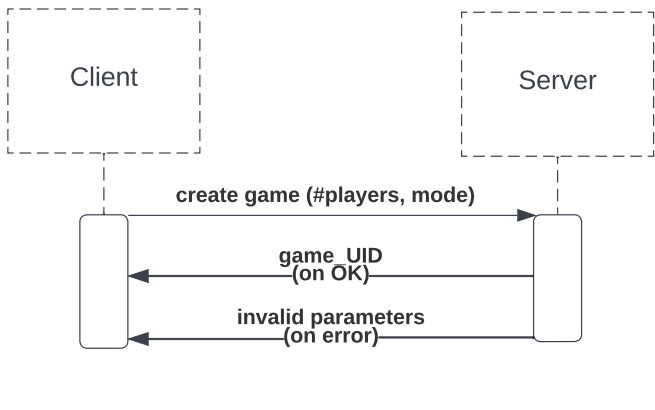 Client
Server
create game (#players, mode)
game_UID
(on OK)
invalid parameters
(on error)